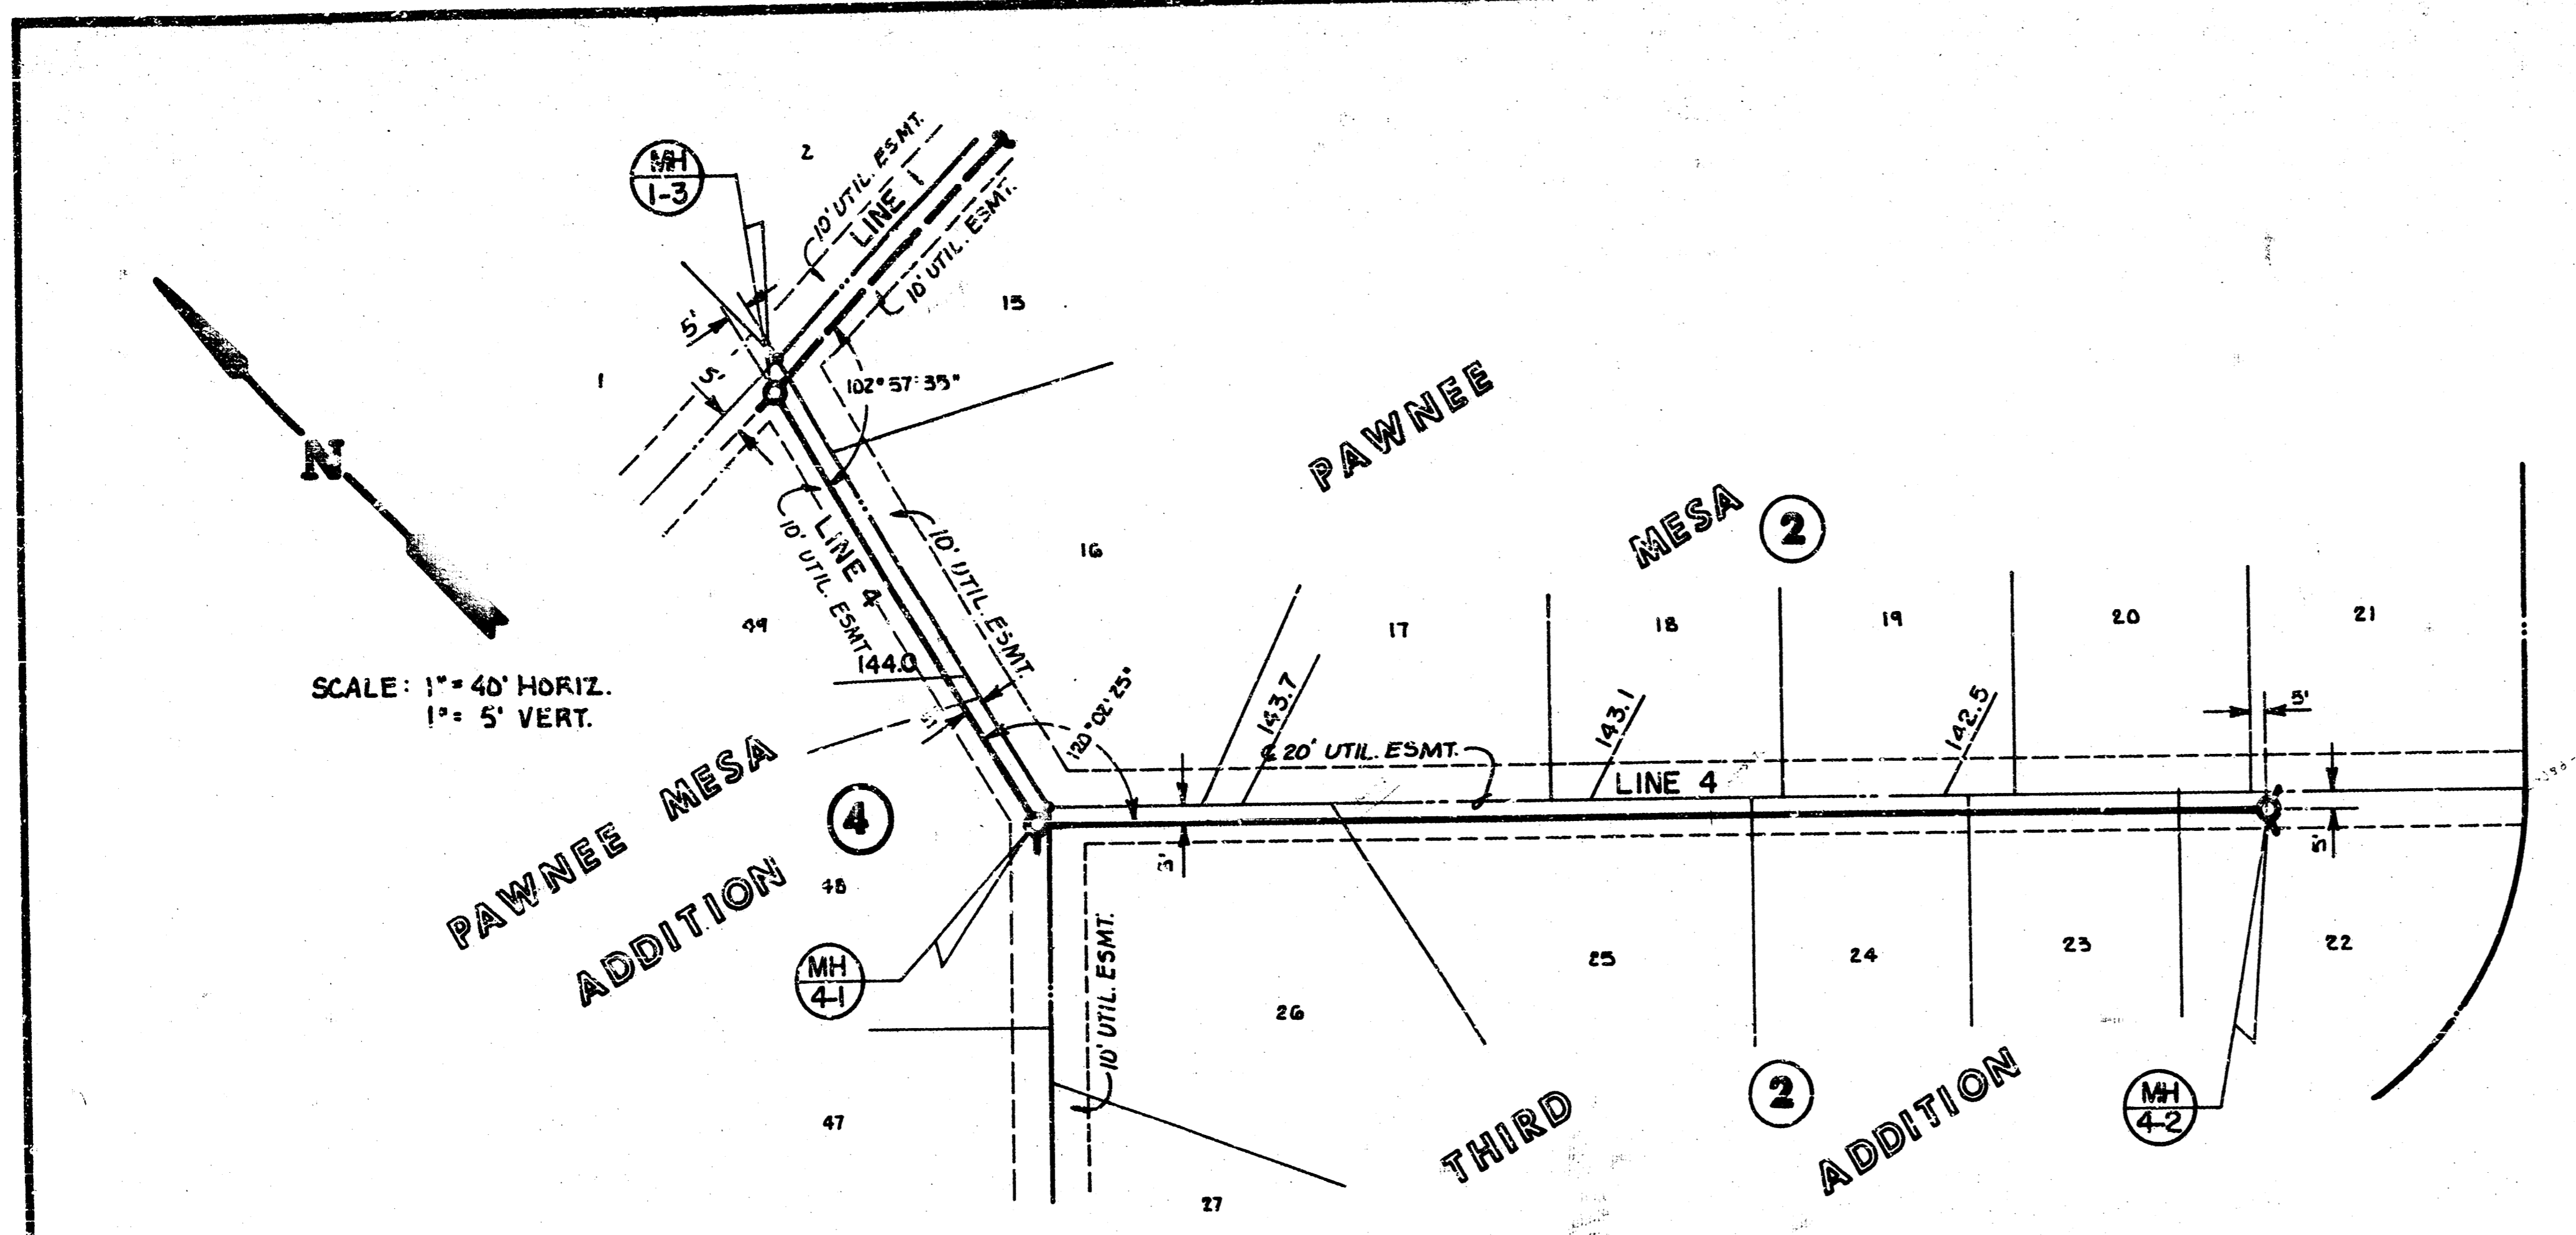 MH
1-3
2
10' UTIL. ESMT.
LINE 1
10' UTIL. ESMT.
15
5'
5'
1
102°57'35"
N
SCALE: 1"= 40' HORIZ.
1"= 5' VERT.
PAWNEE
MESA
2
10' UTIL. ESMT.
LINE 4
10' UTIL. ESMT.
16
49
144.0
5'
120°02'25"
17
18
19
20
21
143.7
143.1
142.5
5'
℄ 20' UTIL. ESMT.
LINE 4
5'
5'
PAWNEE MESA
ADDITION
4
48
MH
4-1
10' UTIL. ESMT.
26
25
24
23
22
47
27
THIRD
2
ADDITION
MH
4-2